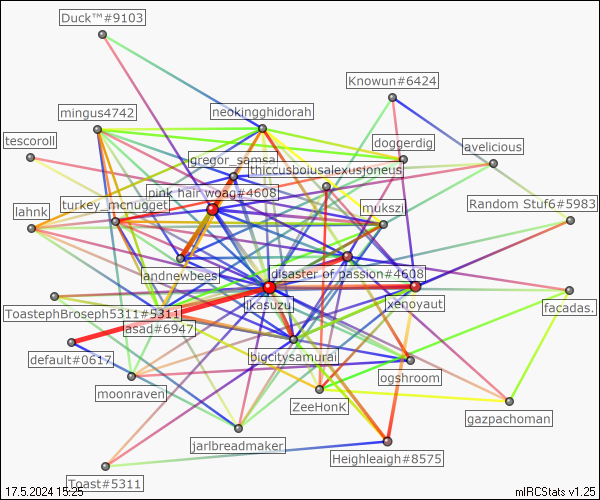 Duck™#9103
Knowun#6424
mingus4742
neokingghidorah
doggerdig
tescoroll
avelicious
gregor_samsa
thiccusboiusalexusjoneus
pink hair woag#4608
lahnk
turkey_mcnugget
mukszi
Random Stuf6#5983
landnewbees
disaster of passion#4608
ToastephBroseph5311#5311
jkasuzu
xenoyaut
facadas.
asad#6947
default#0617
bigcitysamurai
moonraven
ogshroom
ZeeHonK
gazpachoman
jarlbreadmaker
Heighleaigh#8575
Toast#5311
17.5.2024 15:25
mIRCStats v1.25